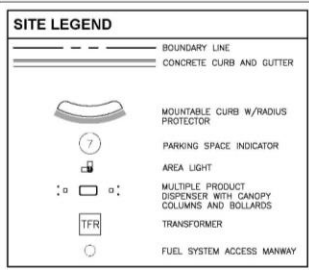 SITE LEGEND
BOUNDARY LINE
CONCRETE CURB AND GUTTER
MOUNTABLE CURB W/RADIUS
PROTECTOR
7
PARKING SPACE INDICATOR
AREA LIGHT
MULTIPLE PRODUCT
DISPENSER WITH CANOPY
COLUMNS AND BOLLARDS
TFR
TRANSFORMER
FUEL SYSTEM ACCESS MANWAY